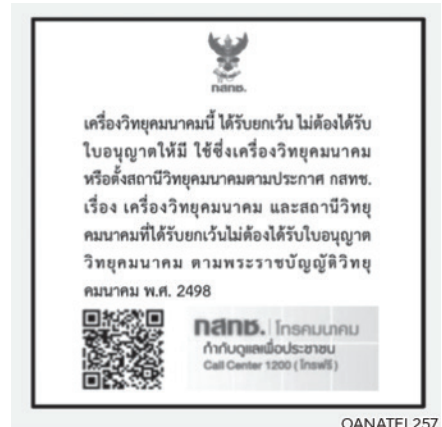 กสทช.
เครื่องวิทยุคมนาคมนี้ ได้รับยกเว้น ไม่ต้องได้รับ
ใบอนุญาตให้มี ใช้ซึ่งเครื่องวิทยุคมนาคม
หรือตั้งสถานีวิทยุคมนาคมตามประกาศ กสทช.
เรื่อง เครื่องวิทยุคมนาคม และสถานีวิทยุ
คมนาคมที่ได้รับยกเว้นไม่ต้องได้รับใบอนุญาต
วิทยุคมนาคม ตามพระราชบัญญัติวิทยุ
คมนาคม พ.ศ. 2498
กสทช. โทรคมนาคม
กำกับดูแลเพื่อประชาชน
Call Center 1200 (โทรฟรี)
OANATEL257